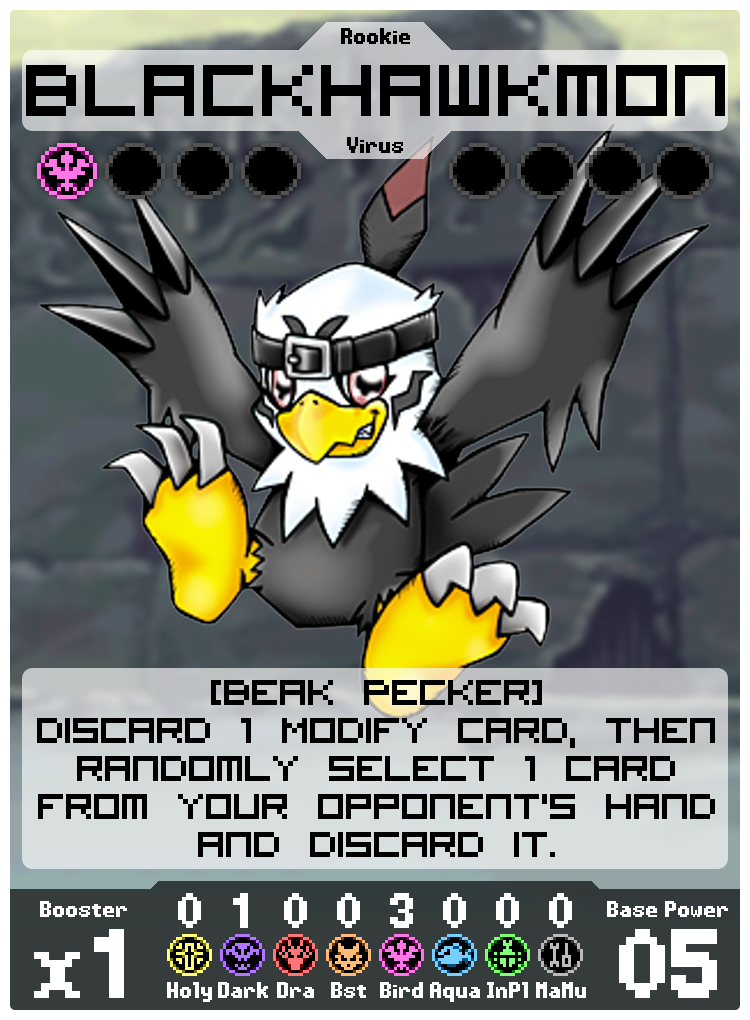 Rookie
BLACKHAWKMON
Virus
[BEAK PECKER]
DISCARD 1 MODIFY CARD, THEN
RANDOMLY SELECT 1 CARD
FROM YOUR OPPONENT'S HAND
AND DISCARD IT.
Booster 0 1 0 0 3 0 0 0 Base Power
x1 05
Holy Dark Dra Bst Bird Aqua InPl MaMu